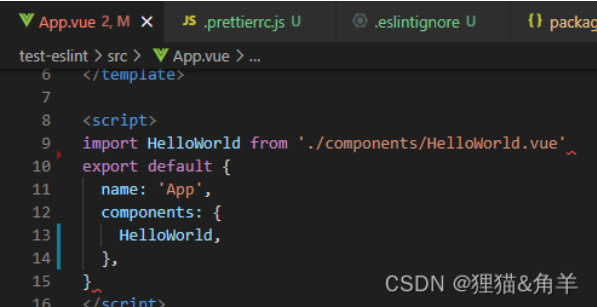 App.vue 2, M × JS .prettierrc.js U .eslintignore U {} packag
test-eslint > src > App.vue > ...
6 </template>
7
8 <script>
9 import HelloWorld from './components/HelloWorld.vue'
10 export default {
11 name: 'App',
12 components: {
13 HelloWorld,
14 },
15 }
16 </script>
CSDN @狸猫&角羊